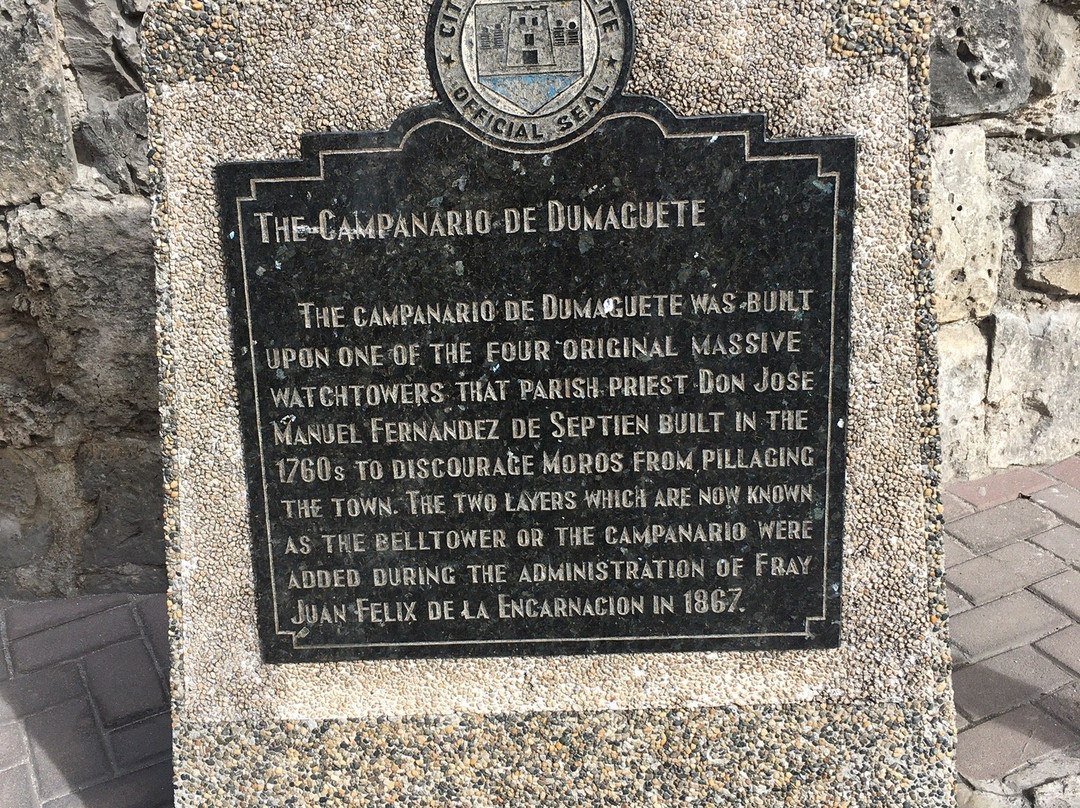 OFFICIAL SEAL
THE CAMPANARIO DE DUMAGUETE
THE CAMPANARIO DE DUMAGUETE WAS BUILT
UPON ONE OF THE FOUR ORIGINAL MASSIVE
WATCHTOWERS THAT PARISH PRIEST DON JOSE
MANUEL FERNANDEZ DE SEPTIEN BUILT IN THE
1760S TO DISCOURAGE MOROS FROM PILLAGING
THE TOWN. THE TWO LAYERS WHICH ARE NOW KNOWN
AS THE BELLTOWER OR THE CAMPANARIO WERE
ADDED DURING THE ADMINISTRATION OF FRAY
JUAN FELIX DE LA ENCARNACION IN 1867.